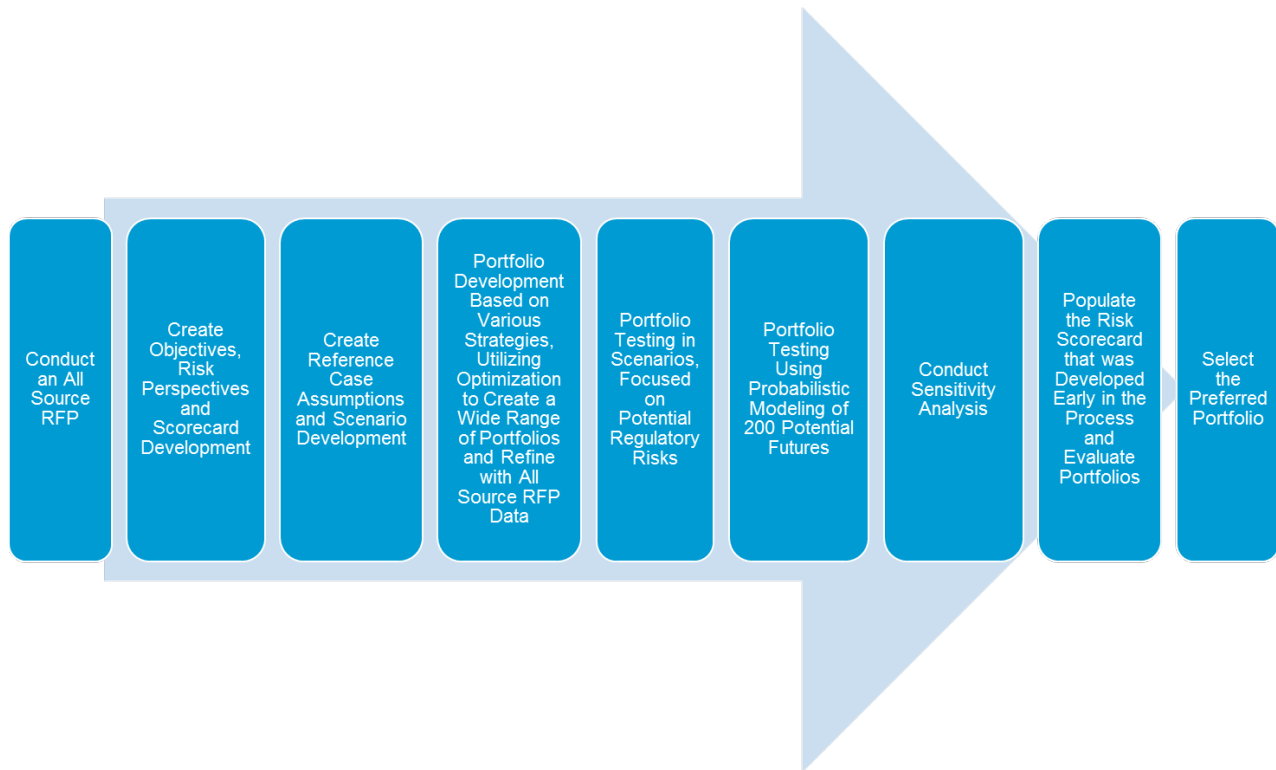 Conduct
an All
Source
RFP
Create
Objectives,
Risk
Perspectives
and
Scorecard
Development
Create
Reference
Case
Assumptions
and Scenario
Development
Portfolio
Development
Based on
Various
Strategies,
Utilizing
Optimization
to Create a
Wide Range
of Portfolios
and Refine
with All
Source RFP
Data
Portfolio
Testing in
Scenarios,
Focused
on
Potential
Regulatory
Risks
Portfolio
Testing
Using
Probabilistic
Modeling of
200 Potential
Futures
Conduct
Sensitivity
Analysis
Populate
the Risk
Scorecard
that was
Developed
Early in the
Process
and
Evaluate
Portfolios
Select
the
Preferred
Portfolio